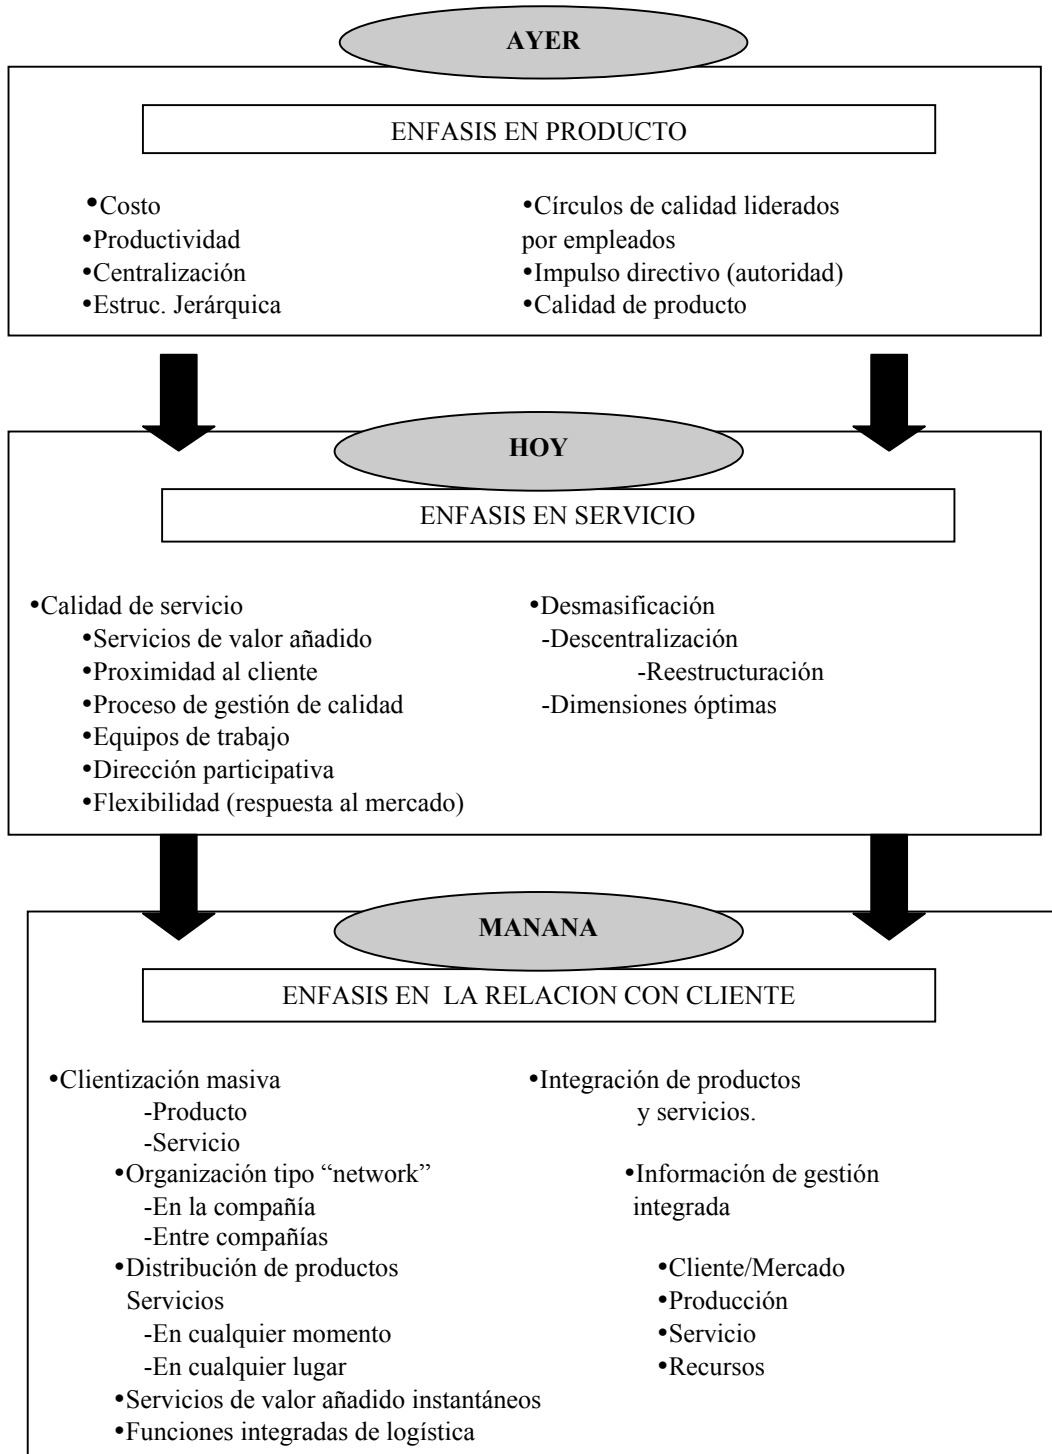 AYER
ENFASIS EN PRODUCTO
•Costo
•Productividad
•Centralización
•Estruc. Jerárquica
•Círculos de calidad liderados
por empleados
•Impulso directivo (autoridad)
•Calidad de producto
HOY
ENFASIS EN SERVICIO
•Calidad de servicio
•Servicios de valor añadido
•Proximidad al cliente
•Proceso de gestión de calidad
•Equipos de trabajo
•Dirección participativa
•Flexibilidad (respuesta al mercado)
•Desmasificación
-Descentralización
-Reestructuración
-Dimensiones óptimas
MANANA
ENFASIS EN LA RELACION CON CLIENTE
•Clientización masiva
-Producto
-Servicio
•Organización tipo “network”
-En la compañía
-Entre compañías
•Distribución de productos
Servicios
-En cualquier momento
-En cualquier lugar
•Servicios de valor añadido instantáneos
•Funciones integradas de logística
•Integración de productos
y servicios.
•Información de gestión
integrada
•Cliente/Mercado
•Producción
•Servicio
•Recursos